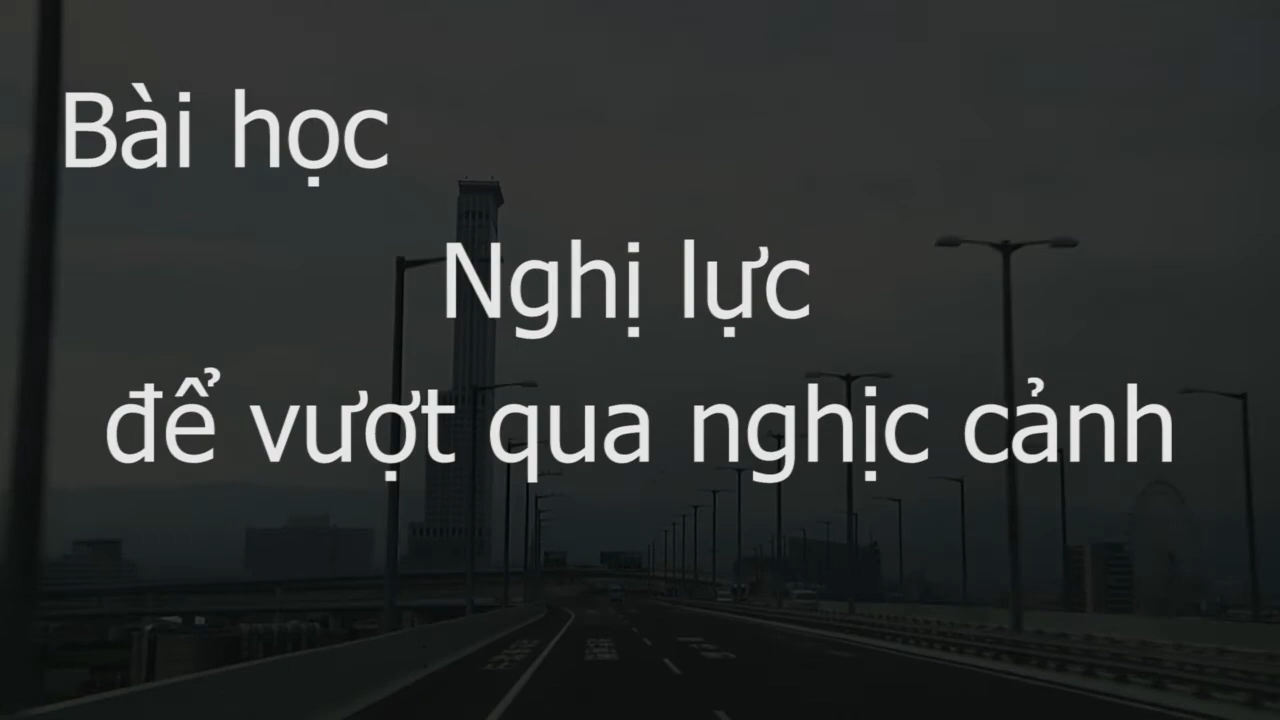 Bài học
Nghị lực
để vượt qua nghịc cảnh